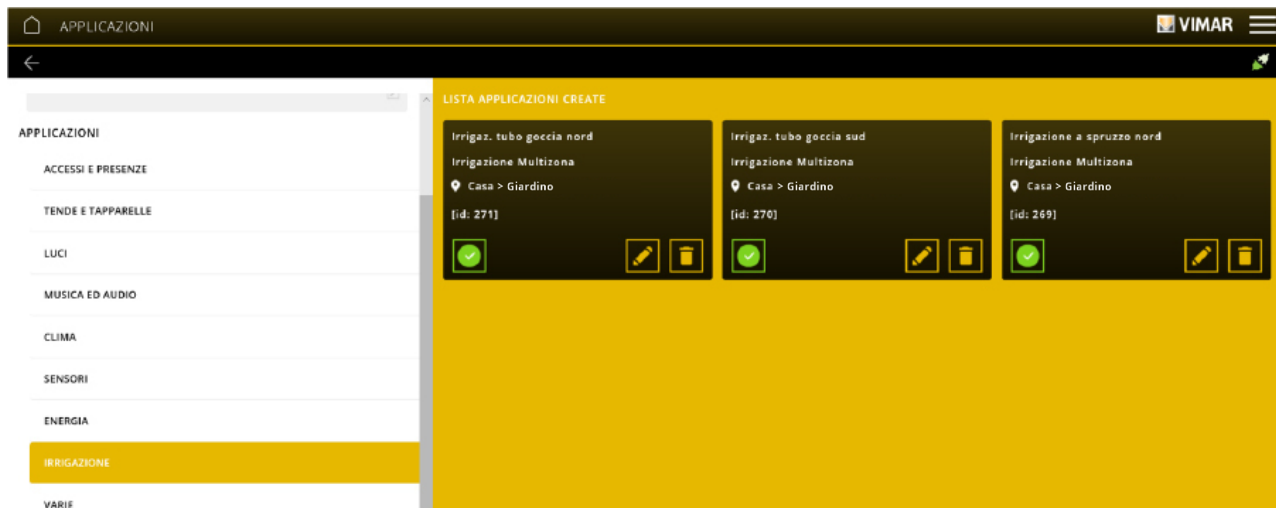 APPLICAZIONI
VIMAR
APPLICAZIONI
ACCESSI E PRESENZE
TENDE E TAPPARELLE
LUCI
MUSICA ED AUDIO
CLIMA
SENSORI
ENERGIA
IRRIGAZIONE
VARIE
LISTA APPLICAZIONI CREATE
Irrigaz. tubo goccia nord
Irrigazione Multizona
Casa > Giardino
[id: 271]
Irrigaz. tubo goccia sud
Irrigazione Multizona
Casa > Giardino
[id: 270]
Irrigazione a spruzzo nord
Irrigazione Multizona
Casa > Giardino
[id: 269]